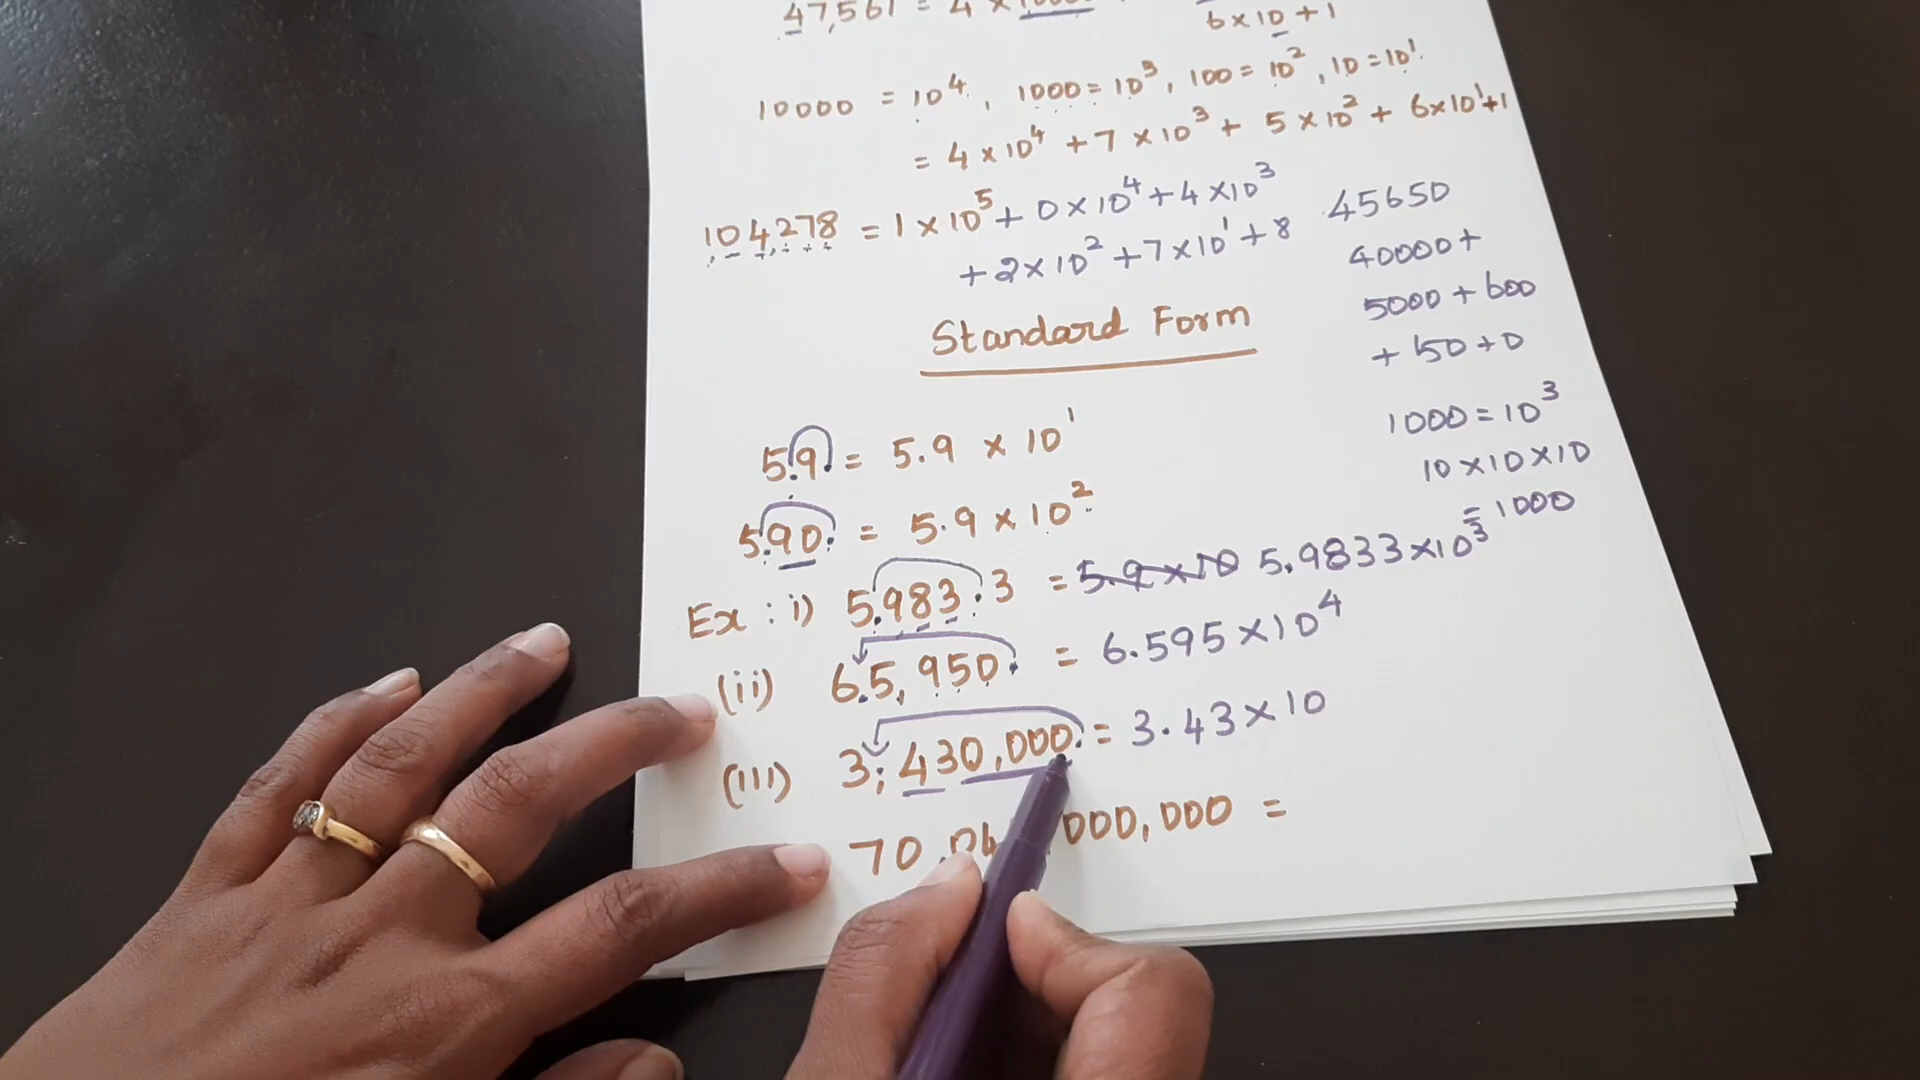 47,561 = 4 ×
6×10+1
10000 = 10⁴, 1000 = 10³, 100 = 10², 10 = 10¹
= 4×10⁴ + 7×10³ + 5×10² + 6×10¹+1
104,278 = 1×10⁵ + 0×10⁴ + 4×10³
+ 2×10² + 7×10¹ + 8
45650
40000+
5000 + 600
+ 50 + 0
1000 = 10³
10×10×10
= 1000
Standard Form
5.9. = 5.9 × 10¹
5.90. = 5.9 × 10²
Ex : i) 5.983.3 = 5.9×10 5.9833×10³
(ii) 6.5,950. = 6.595×10⁴
(iii) 3,430,000. = 3.43×10
70,04 000,000 =